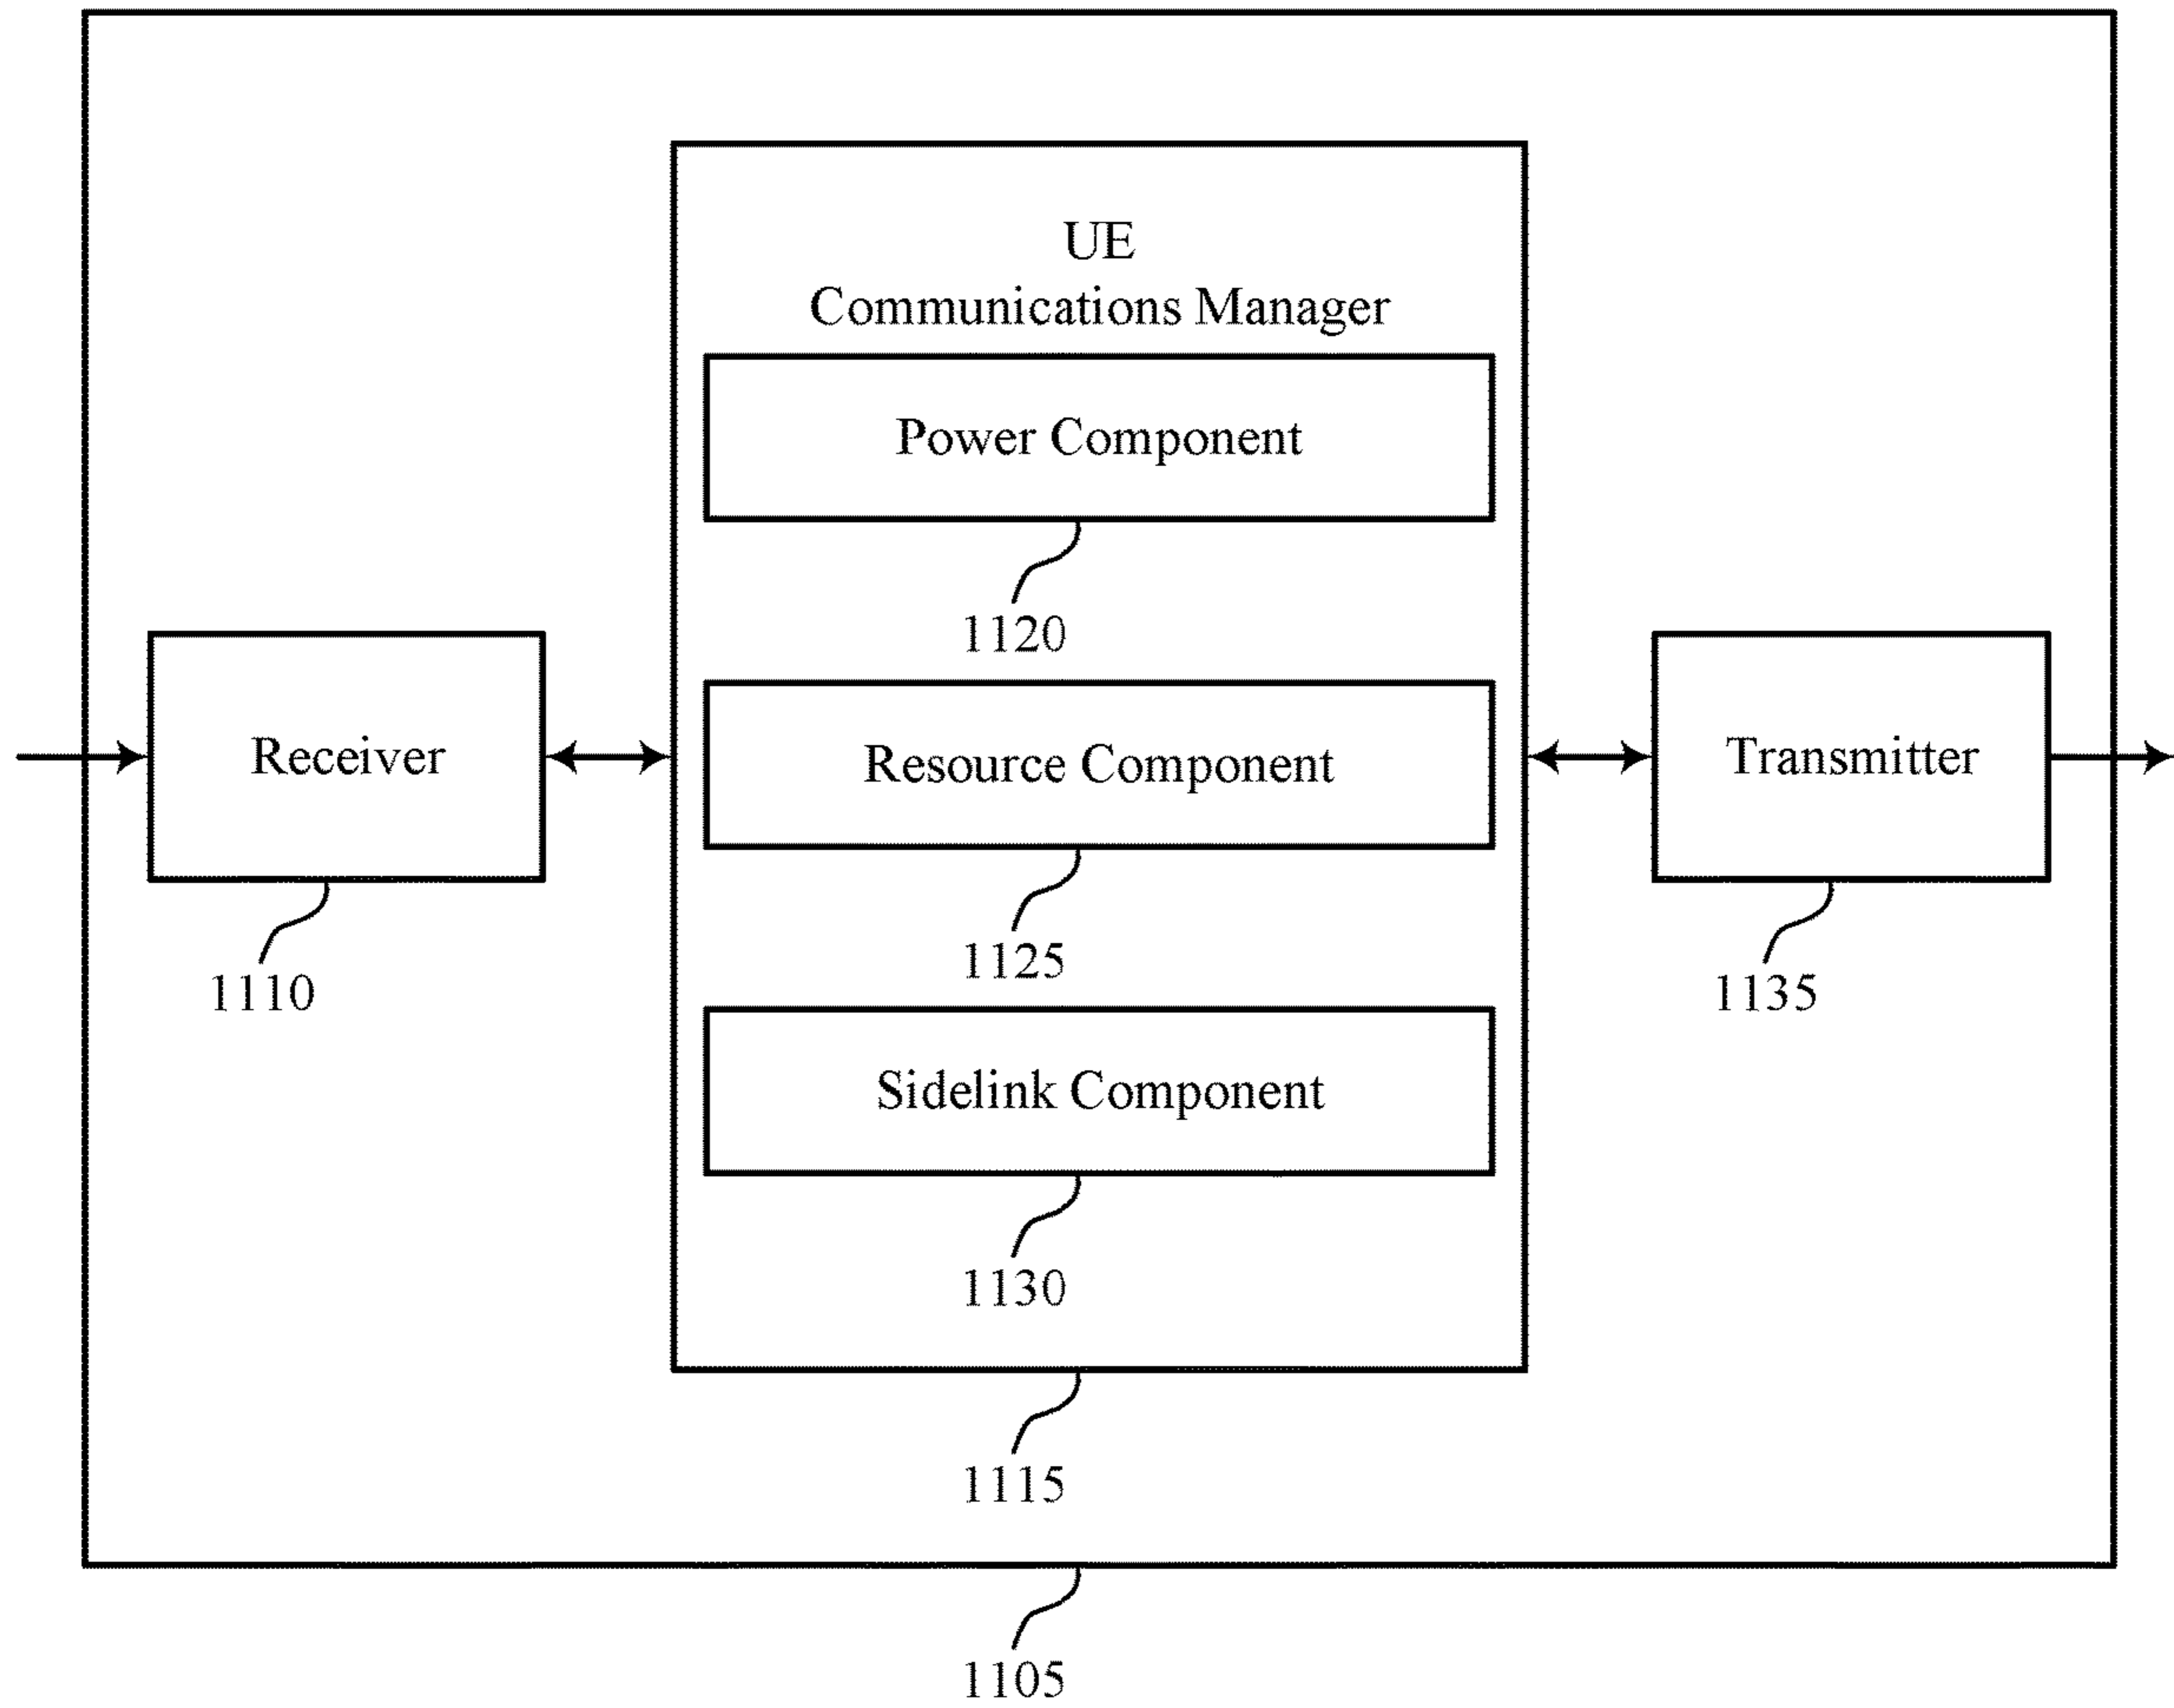 UE
Communications Manager
Power Component
1120
Receiver
1110
Resource Component
1125
Transmitter
1135
Sidelink Component
1130
1115
1105